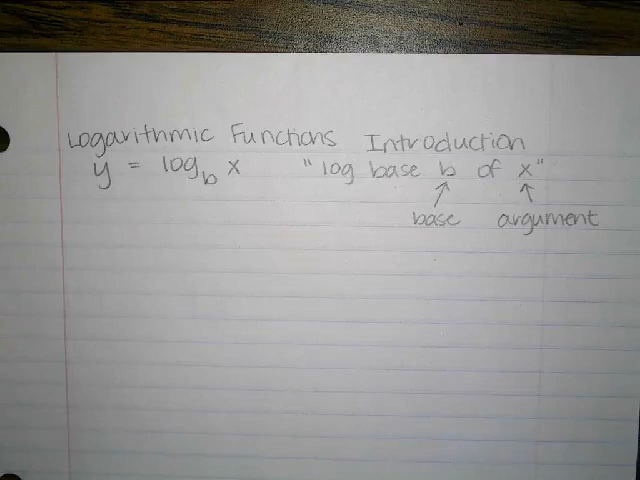 Logarithmic Functions Introduction
y = log_b x "log base b of x"
base argument